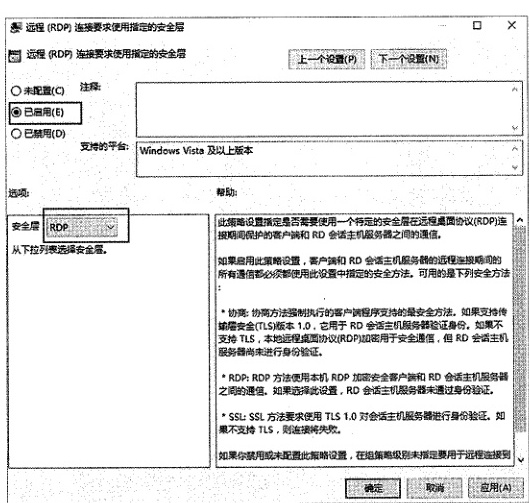 远程 (RDP) 连接要求使用指定的安全层
远程 (RDP) 连接要求使用指定的安全层
上一个设置(P)
下一个设置(N)
未配置(C)
注释:
已启用(E)
已禁用(D)
支持的平台:
Windows Vista 及以上版本
选项:
帮助:
安全层 RDP
从下拉列表选择安全层。
此策略设置指定是否需要使用一个特定的安全层在远程桌面协议(RDP)连
接期间保护的客户端和 RD 会话主机服务器之间的通信。
如果启用此策略设置，客户端和 RD 会话主机服务器的远程连接期间的
所有通信都必须都使用此设置中指定的安全方法。可用的是下列安全方法
:
* 协商: 协商方法强制执行的客户端程序支持的最安全方法。如果支持传
输层安全(TLS)版本 1.0，它用于 RD 会话主机服务器验证身份。如果不
支持 TLS，本地远程桌面协议(RDP)加密用于安全通信，但 RD 会话主机
服务器尚未进行身份验证。
* RDP: RDP 方法使用本机 RDP 加密安全客户端和 RD 会话主机服务器
之间的通信。如果选择此设置，RD 会话主机服务器未通过身份验证。
* SSL: SSL 方法要求使用 TLS 1.0 对会话主机服务器进行身份验证。如
果不支持 TLS，则连接将失败。
如果你禁用或未配置此策略设置，在组策略级别未指定要用于远程连接到
确定
取消
应用(A)